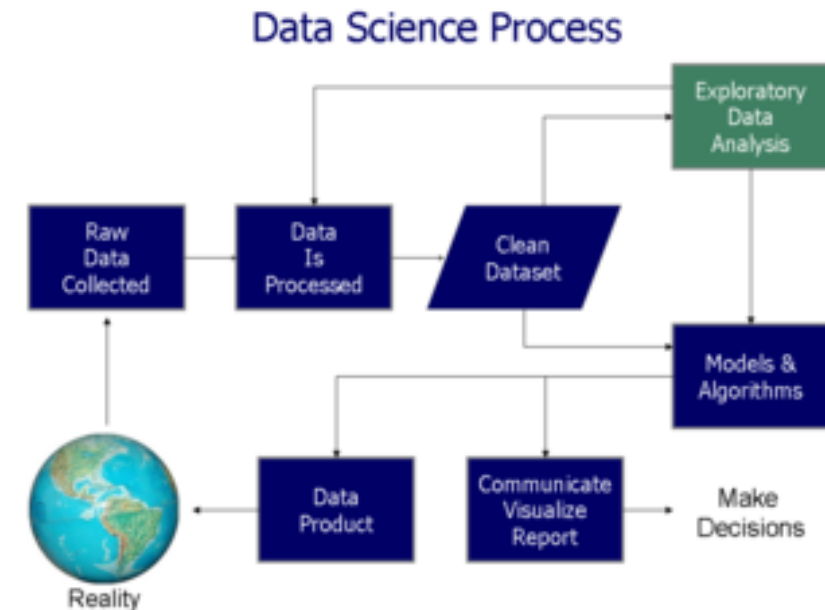 Data Science Process
Exploratory
Data
Analysis
Raw
Data
Collected
Data
Is
Processed
Clean
Dataset
Models &
Algorithms
Data
Product
Communicate
Visualize
Report
Make
Decisions
Reality